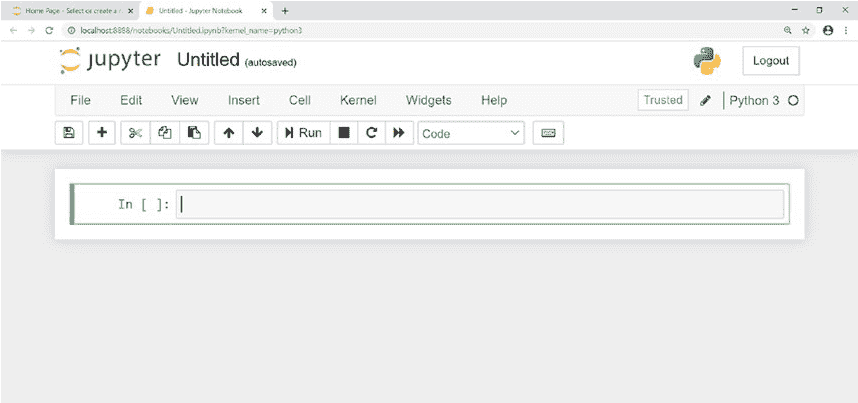 Home Page - Select or create a n
Untitled - Jupyter Notebook
localhost:8888/notebooks/Untitled.ipynb?kernel_name=python3
jupyter Untitled (autosaved)
Logout
File Edit View Insert Cell Kernel Widgets Help
Trusted
Python 3
Run
Code
In [ ]: